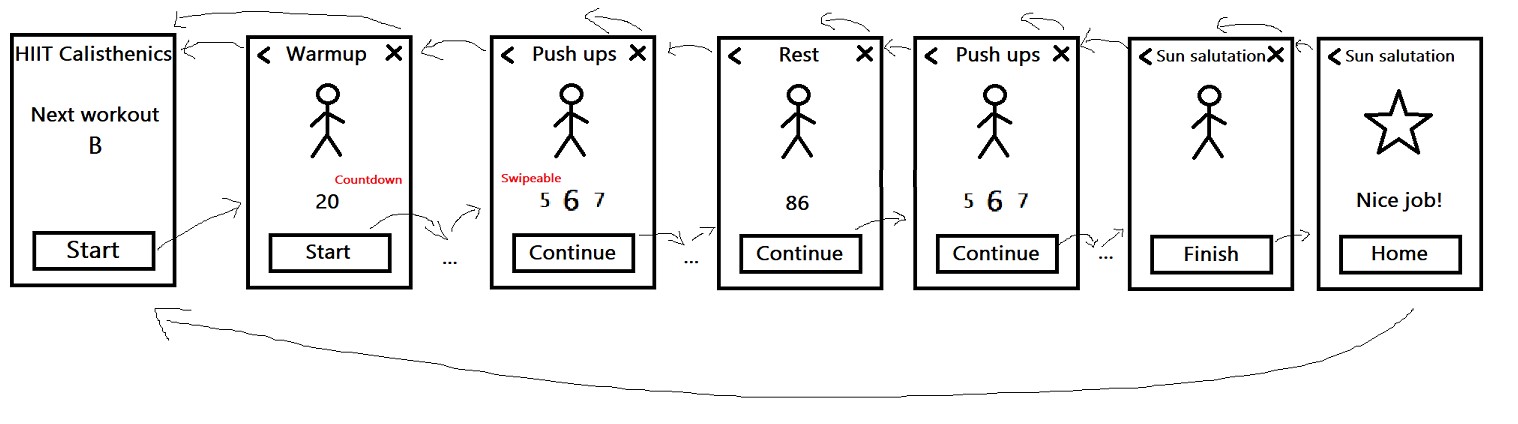 HIIT Calisthenics
Next workout
B
Start
< Warmup ×
Countdown
20
Start
...
< Push ups ×
Swipeable
5 6 7
Continue
...
< Rest ×
86
Continue
< Push ups ×
5 6 7
Continue
...
< Sun salutation ×
Finish
< Sun salutation
Nice job!
Home